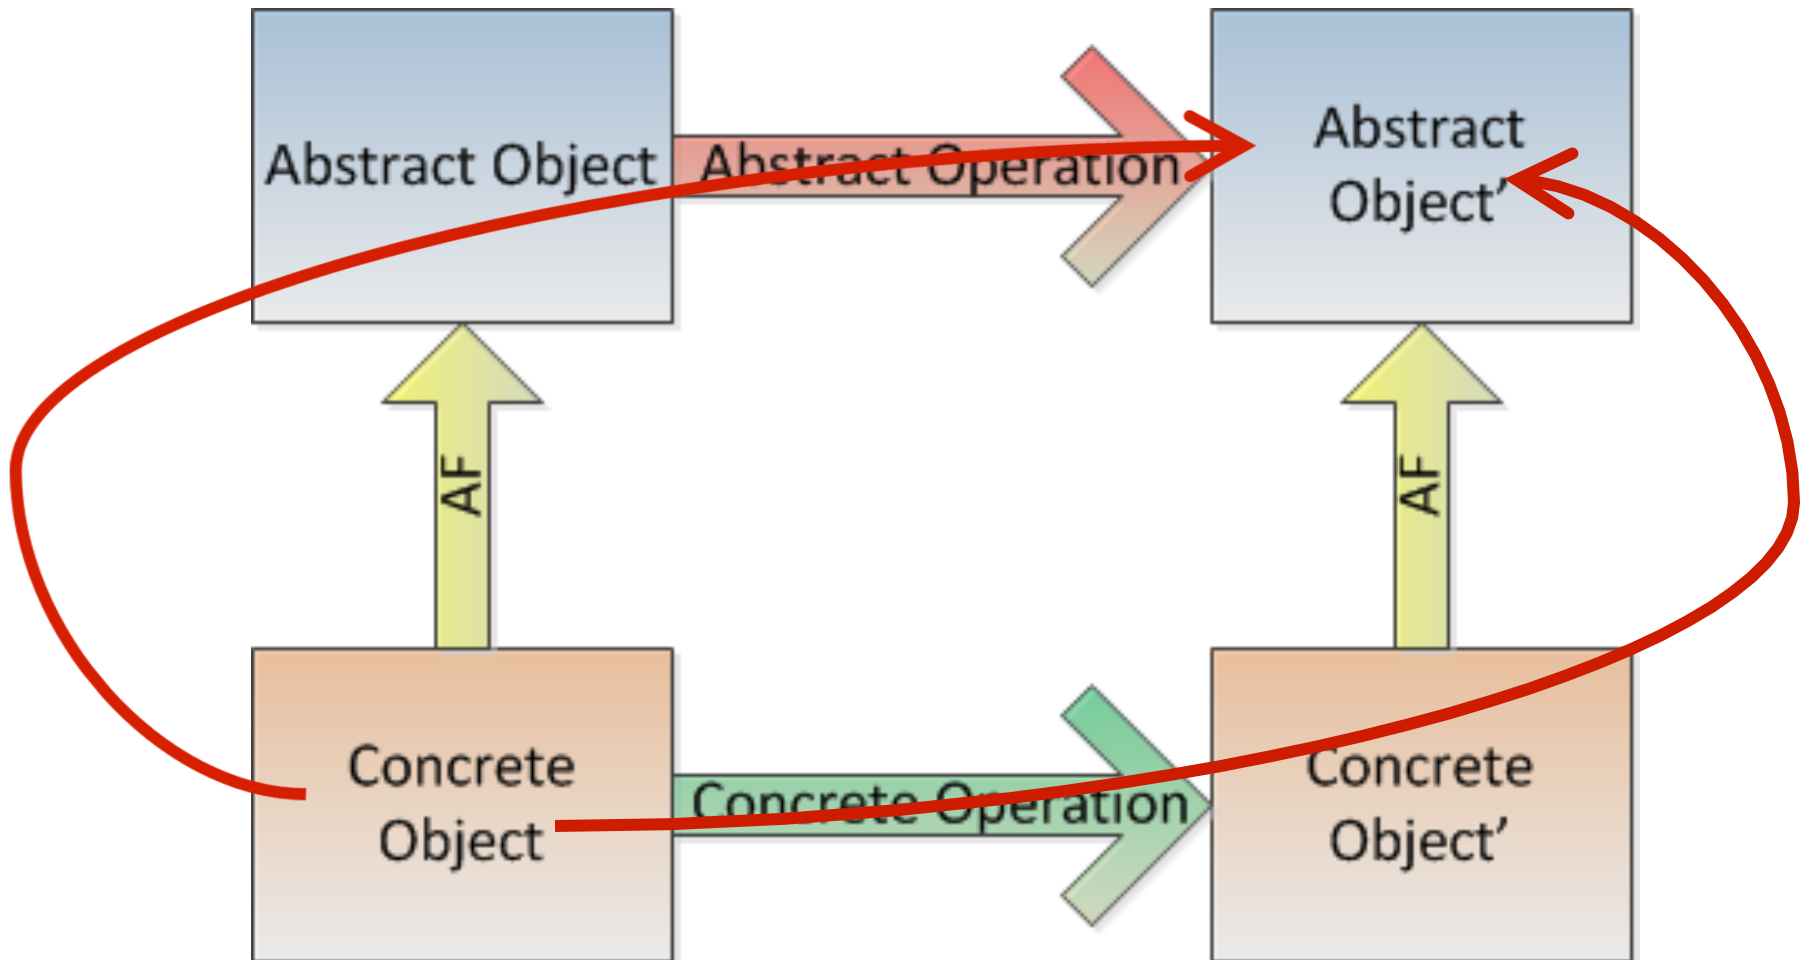 Abstract Object
Abstract Operation
Abstract
Object’
AF
AF
Concrete
Object
Concrete Operation
Concrete
Object’